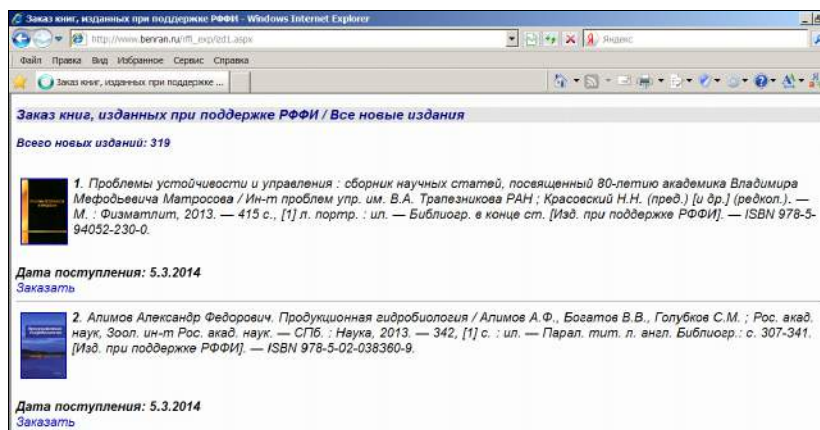 Заказ книг, изданных при поддержке РФФИ - Windows Internet Explorer
http://www.benran.ru/rffi_exp/izd1.aspx
Яндекс
Файл Правка Вид Избранное Сервис Справка
Заказ книг, изданных при поддержке ...
Заказ книг, изданных при поддержке РФФИ / Все новые издания
Всего новых изданий: 319
1. Проблемы устойчивости и управления : сборник научных статей, посвященный 80-летию академика Владимира
Мефодьевича Матросова / Ин-т проблем упр. им. В.А. Трапезникова РАН ; Красовский Н.Н. (пред.) [и др.] (редкол.). —
М. : Физматлит, 2013. — 415 с., [1] л. портр. : ил. — Библиогр. в конце ст. [Изд. при поддержке РФФИ]. — ISBN 978-5-
94052-230-0.
Дата поступления: 5.3.2014
Заказать
2. Алимов Александр Федорович. Продукционная гидробиология / Алимов А.Ф., Богатов В.В., Голубков С.М. ; Рос. акад.
наук, Зоол. ин-т Рос. акад. наук. — СПб. : Наука, 2013. — 342, [1] с. : ил. — Парал. тит. л. англ. Библиогр.: с. 307-341.
[Изд. при поддержке РФФИ]. — ISBN 978-5-02-038360-9.
Дата поступления: 5.3.2014
Заказать